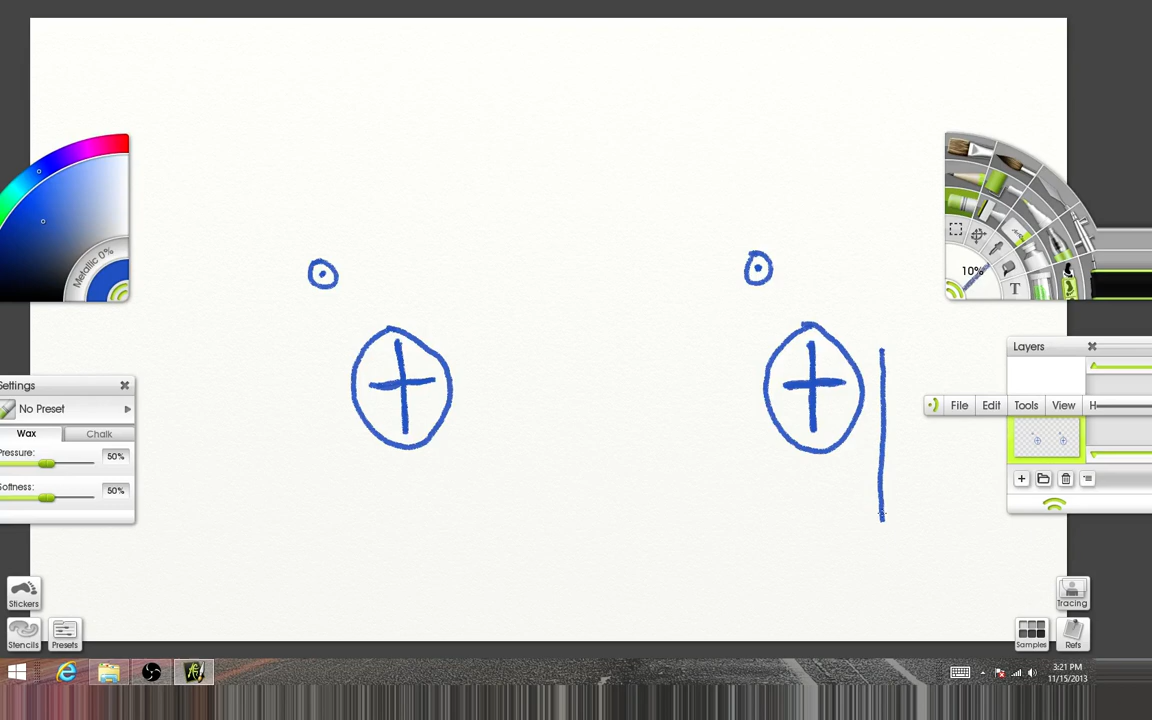 Metallic 0%
10%
T
Layers
Settings
No Preset
File Edit Tools View H
Wax Chalk
Pressure:
50%
Softness:
50%
+
Stickers
Tracing
Stencils Presets
Samples Refs
3:21 PM
11/15/2013